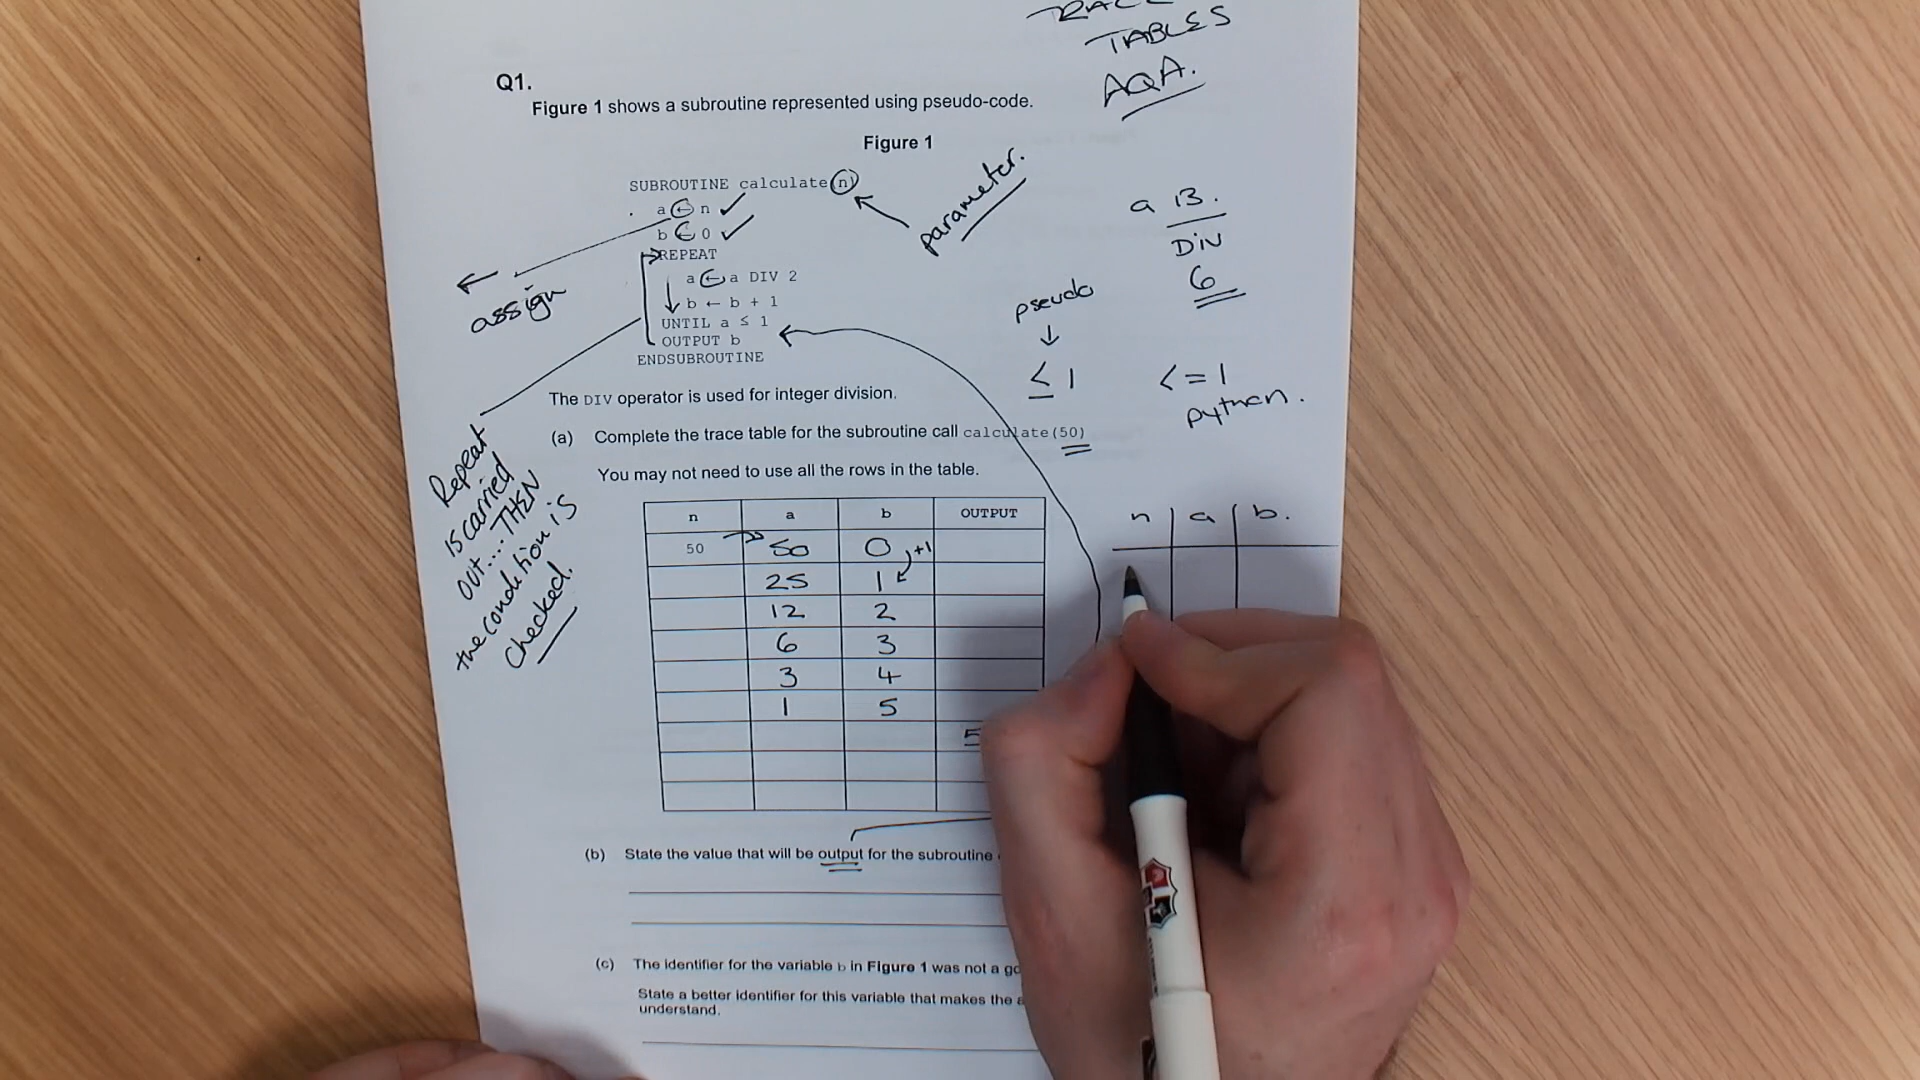 TRACE
TABLES
AQA.
Q1.
Figure 1 shows a subroutine represented using pseudo-code.
Figure 1
SUBROUTINE calculate(n)
a ← n
b ← 0
REPEAT
a ← a DIV 2
b ← b + 1
UNTIL a ≤ 1
OUTPUT b
ENDSUBROUTINE
parameter.
assign
a 13.
DIV
6
pseudo
↓
≤ 1
<= 1
python.
Repeat
is carried
out.... THEN
the condition is
checked.
The DIV operator is used for integer division.
(a) Complete the trace table for the subroutine call calculate(50)
You may not need to use all the rows in the table.
n a b OUTPUT
50 50 0 +1
25 1
12 2
6 3
3 4
1 5
5
n a b.
(b) State the value that will be output for the subroutine
(c) The identifier for the variable b in Figure 1 was not a
State a better identifier for this variable that makes the
understand.